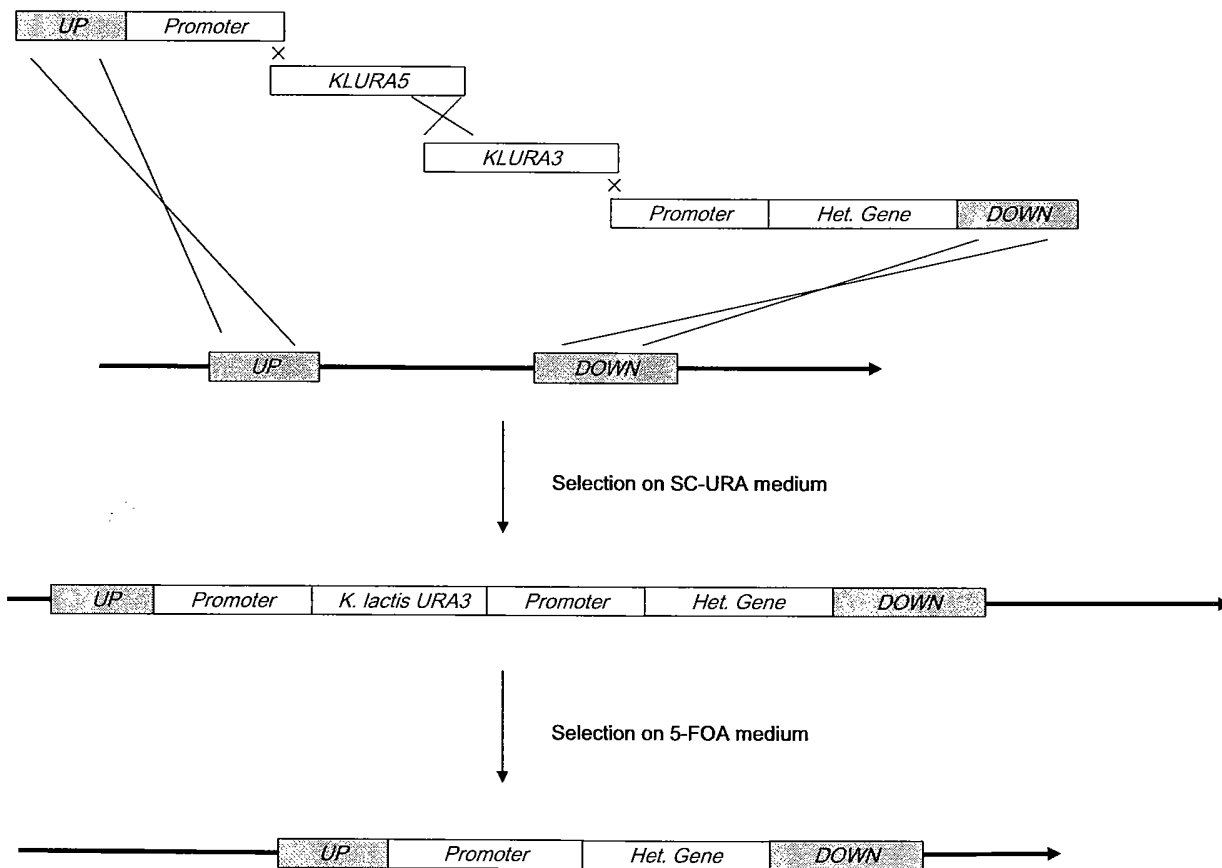 UP Promoter
KLURA5
KLURA3
Promoter Het. Gene DOWN
UP DOWN
Selection on SC-URA medium
UP Promoter K. lactis URA3 Promoter Het. Gene DOWN
Selection on 5-FOA medium
UP Promoter Het. Gene DOWN